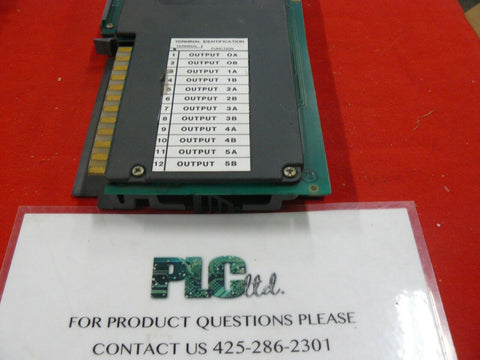 TERMINAL IDENTIFICATION
TERMINAL # FUNCTION
1 OUTPUT 0A
2 OUTPUT 0B
3 OUTPUT 1A
4 OUTPUT 1B
5 OUTPUT 2A
6 OUTPUT 2B
7 OUTPUT 3A
8 OUTPUT 3B
9 OUTPUT 4A
10 OUTPUT 4B
11 OUTPUT 5A
12 OUTPUT 5B
PLC ltd.
FOR PRODUCT QUESTIONS PLEASE
CONTACT US 425-286-2301